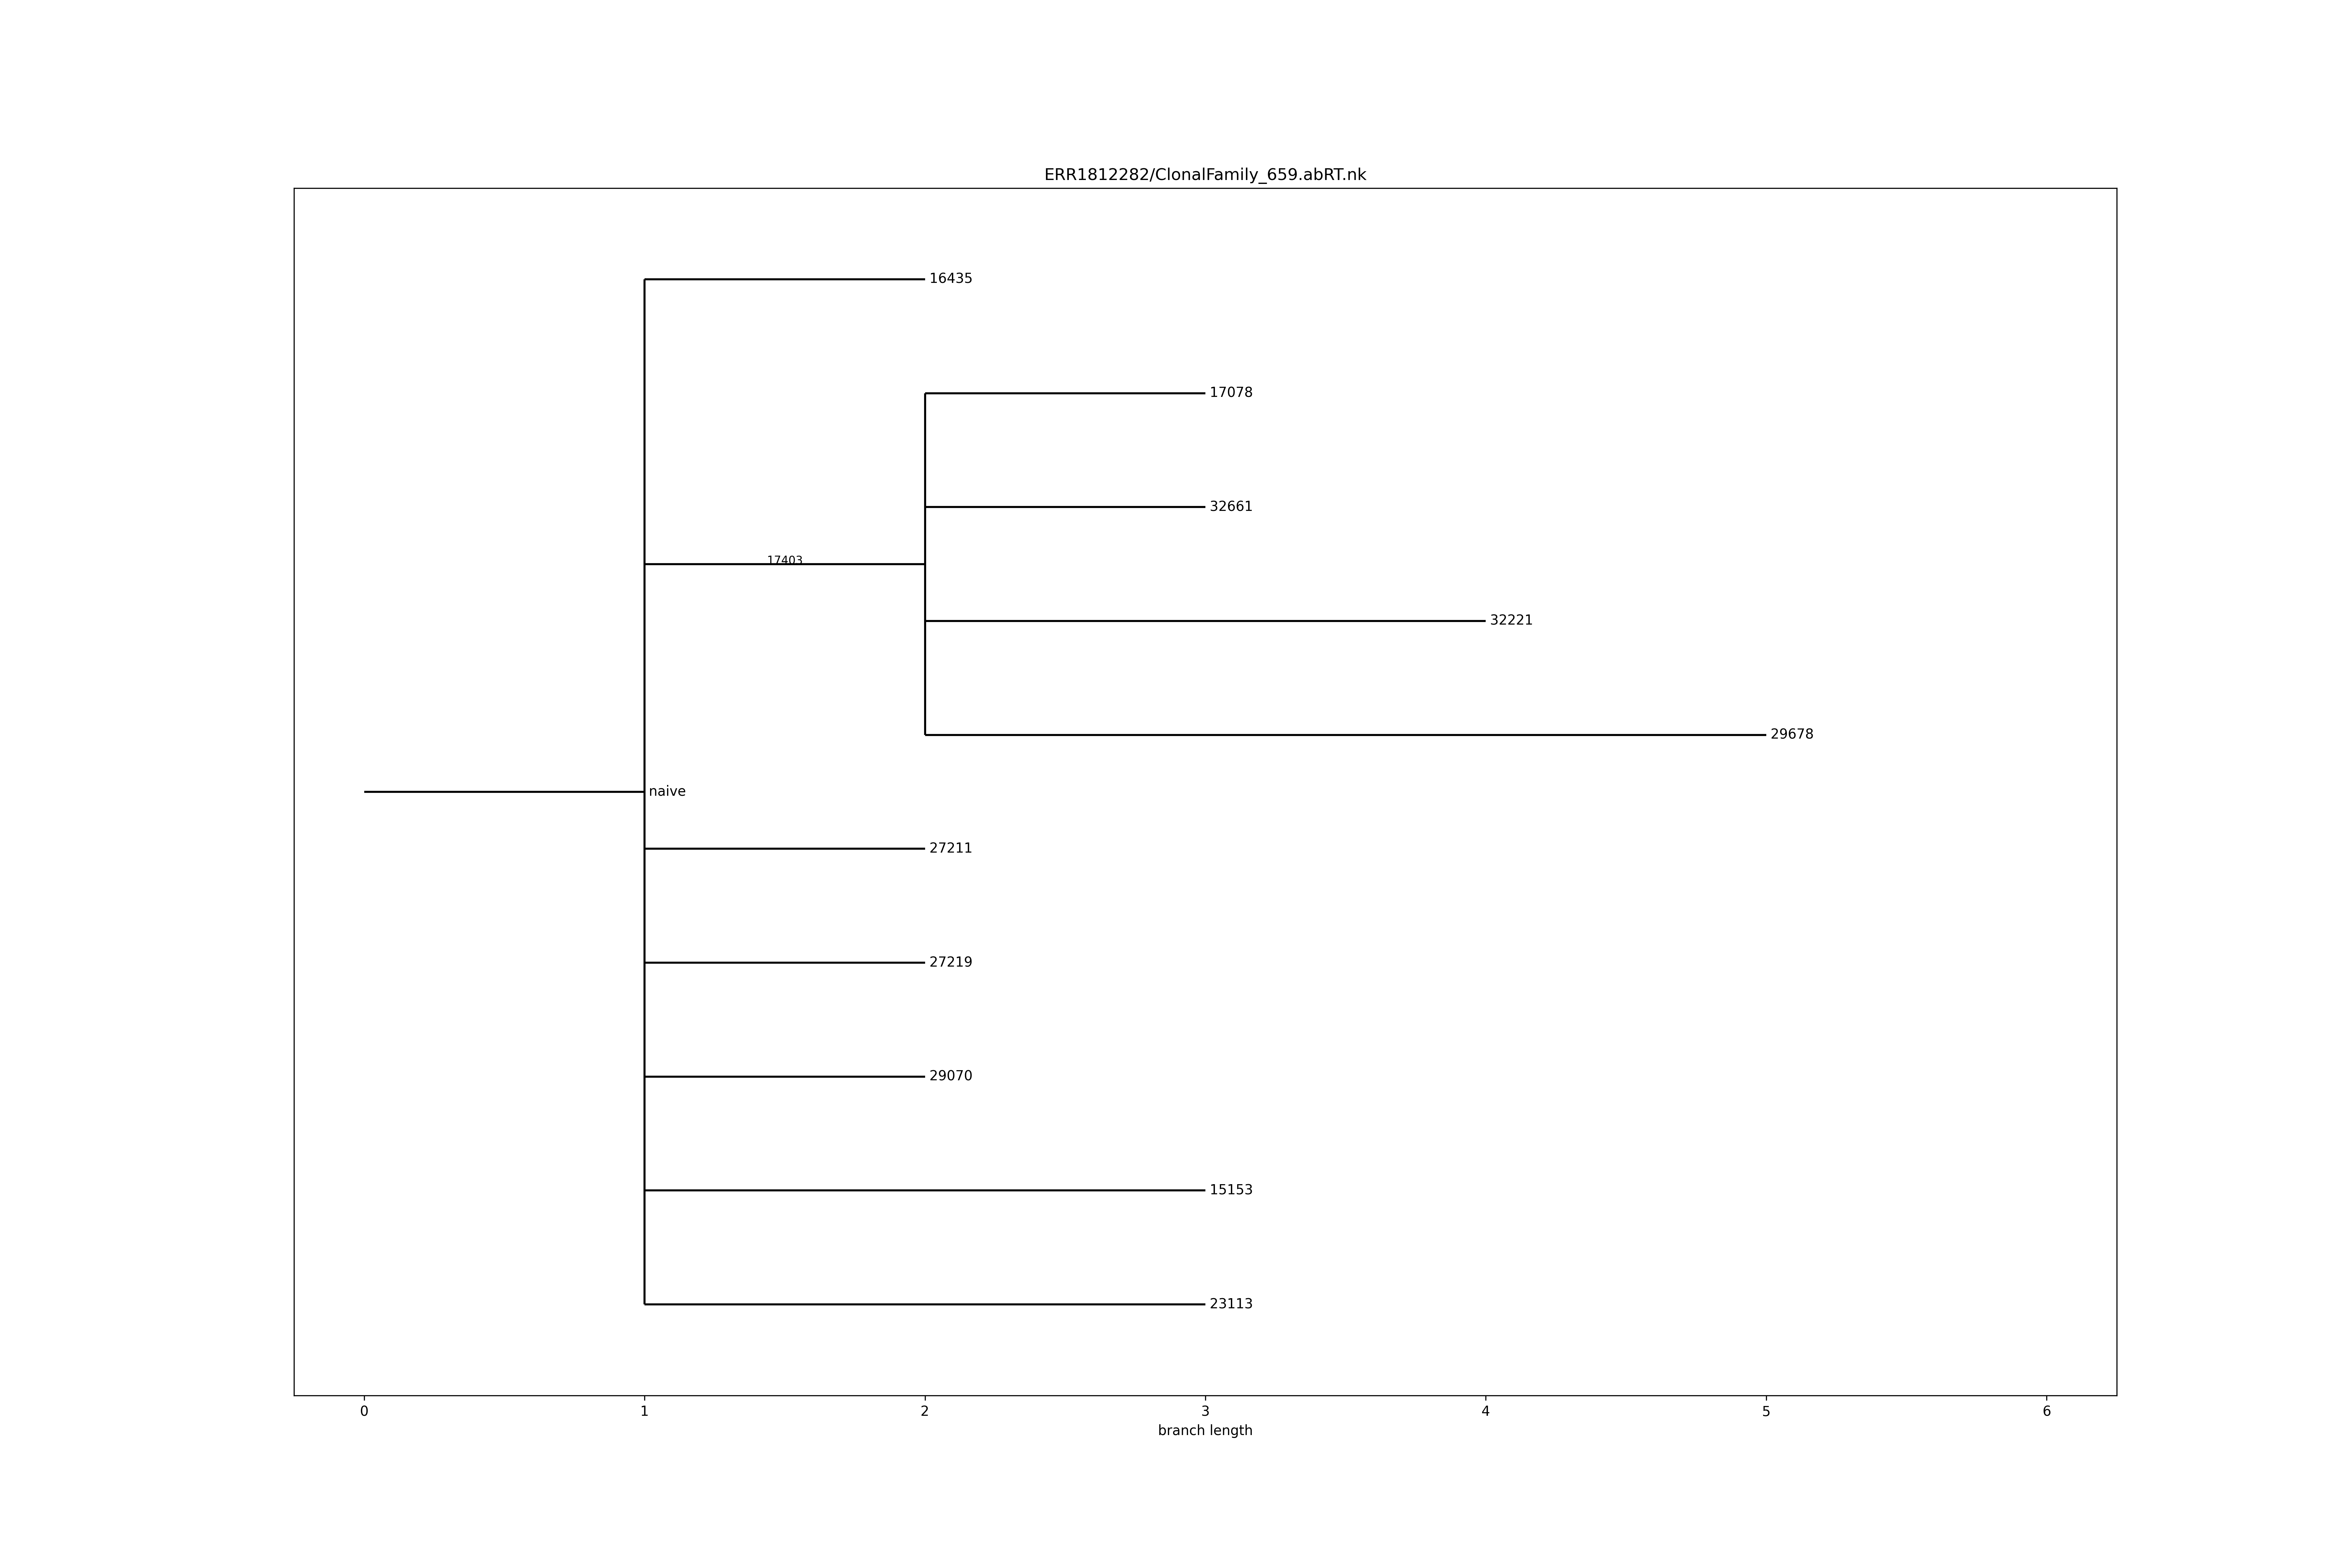 ERR1812282/ClonalFamily_659.abRT.nk
16435
17078
32661
17403
32221
29678
naive
27211
27219
29070
15153
23113
0 1 2 3 4 5 6
branch length